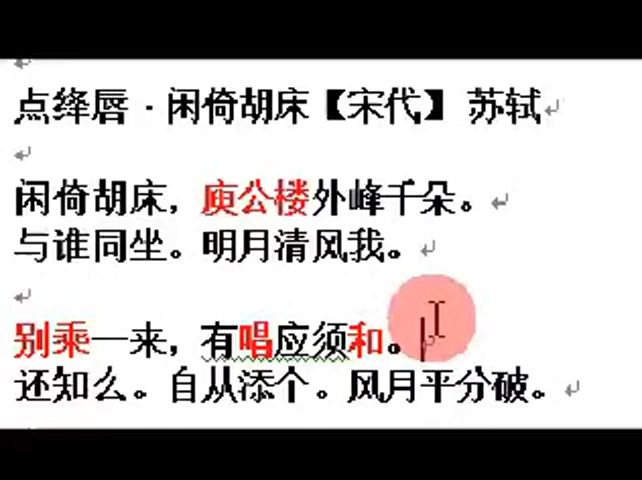 点绛唇·闲倚胡床【宋代】 苏轼
闲倚胡床，庾公楼外峰千朵。
与谁同坐。明月清风我。
别乘一来，有唱应须和。
还知么。自从添个。风月平分破。